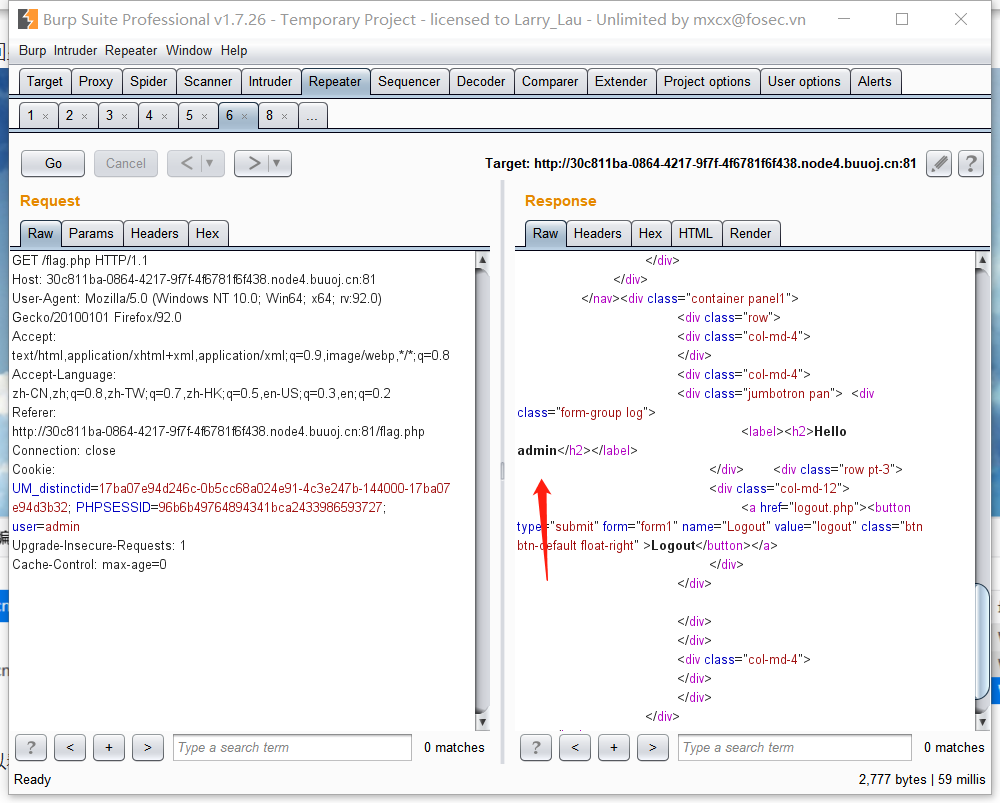 Burp Suite Professional v1.7.26 - Temporary Project - licensed to Larry_Lau - Unlimited by mxcx@fosec.vn
Burp Intruder Repeater Window Help
Target Proxy Spider Scanner Intruder Repeater Sequencer Decoder Comparer Extender Project options User options Alerts
1 × 2 × 3 × 4 × 5 × 6 × 8 × ...
Go Cancel < ▼ > ▼ Target: http://30c811ba-0864-4217-9f7f-4f6781f6f438.node4.buuoj.cn:81 ?
Request
Raw Params Headers Hex
GET /flag.php HTTP/1.1
Host: 30c811ba-0864-4217-9f7f-4f6781f6f438.node4.buuoj.cn:81
User-Agent: Mozilla/5.0 (Windows NT 10.0; Win64; x64; rv:92.0)
Gecko/20100101 Firefox/92.0
Accept:
text/html,application/xhtml+xml,application/xml;q=0.9,image/webp,*/*;q=0.8
Accept-Language:
zh-CN,zh;q=0.8,zh-TW;q=0.7,zh-HK;q=0.5,en-US;q=0.3,en;q=0.2
Referer:
http://30c811ba-0864-4217-9f7f-4f6781f6f438.node4.buuoj.cn:81/flag.php
Connection: close
Cookie:
UM_distinctid=17ba07e94d246c-0b5cc68a024e91-4c3e247b-144000-17ba07
e94d3b32; PHPSESSID=96b6b49764894341bca2433986593727;
user=admin
Upgrade-Insecure-Requests: 1
Cache-Control: max-age=0
? < + > Type a search term 0 matches
Response
Raw Headers Hex HTML Render
</div>
</div>
</nav><div class="container panel1">
<div class="row">
<div class="col-md-4">
</div>
<div class="col-md-4">
<div class="jumbotron pan"> <div
class="form-group log">
<label><h2>Hello
admin</h2></label>
</div> <div class="row pt-3">
<div class="col-md-12">
<a href="logout.php"><button
type="submit" form="form1" name="Logout" value="logout" class="btn
btn-default float-right" >Logout</button></a>
</div>
</div>
</div>
</div>
<div class="col-md-4">
</div>
</div>
</div>
? < + > Type a search term 0 matches
Ready 2,777 bytes | 59 millis